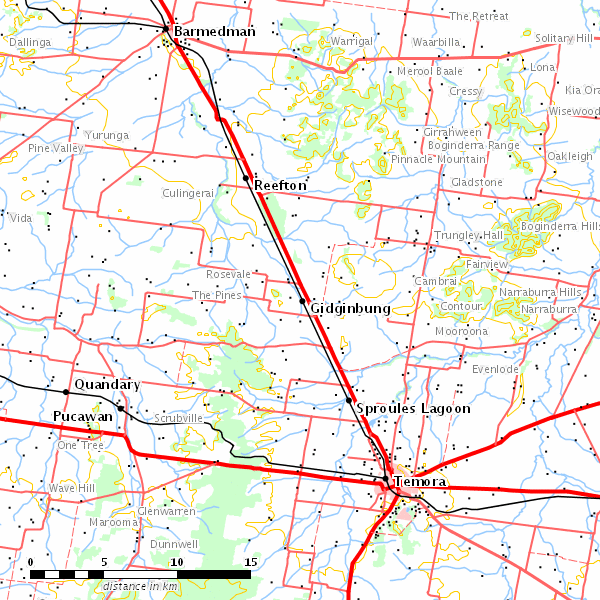 The Retreat
Barmedman
Dallinga
Warrigal
Waarbilla
Solitary Hill
Merool Baale
Lona
Cressy
Kia Ora
Wisewood
Yurunga
Girrahween
Pine Valley
Boginderra Range
Pinnacle Mountain
Oakleigh
Reefton
Gladstone
Culingerai
Vida
Boginderra Hills
Trungley Hall
Fairview
Rosevale
Cambrai
The Pines
Narraburra Hills
Gidginbung
Contour
Narraburra
Mooroona
Evenlode
Quandary
Pucawan
Scrubville
Sproules Lagoon
One Tree
Temora
Wave Hill
Glenwarren
Marooma
Dunnwell
0 5 10 15
distance in km